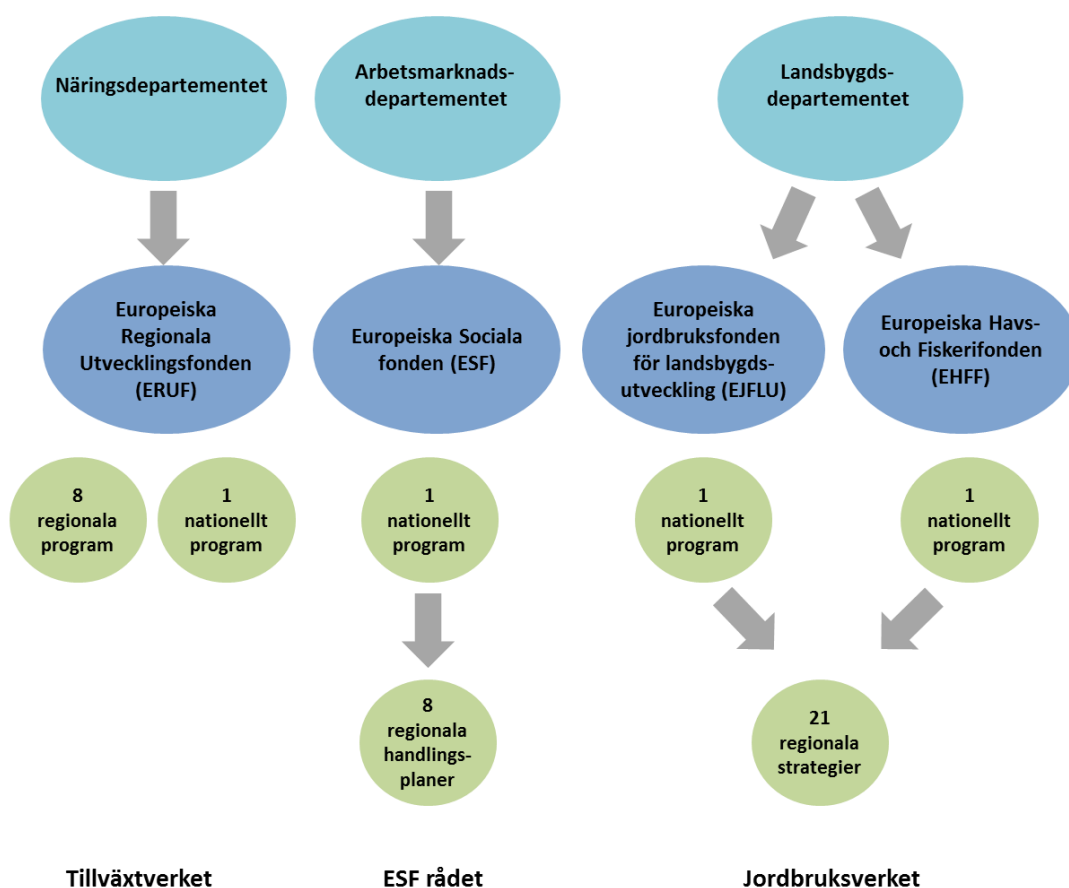 Näringsdepartementet
Arbetsmarknads-
departementet
Landsbygds-
departementet
Europeiska
Regionala
Utvecklingsfonden
(ERUF)
Europeiska Sociala
fonden (ESF)
Europeiska
jordbruksfonden
för landsbygds-
utveckling (EJFLU)
Europeiska Havs-
och Fiskerifonden
(EHFF)
8
regionala
program
1
nationellt
program
1
nationellt
program
1
nationellt
program
1
nationellt
program
8
regionala
handlings-
planer
21
regionala
strategier
Tillväxtverket
ESF rådet
Jordbruksverket